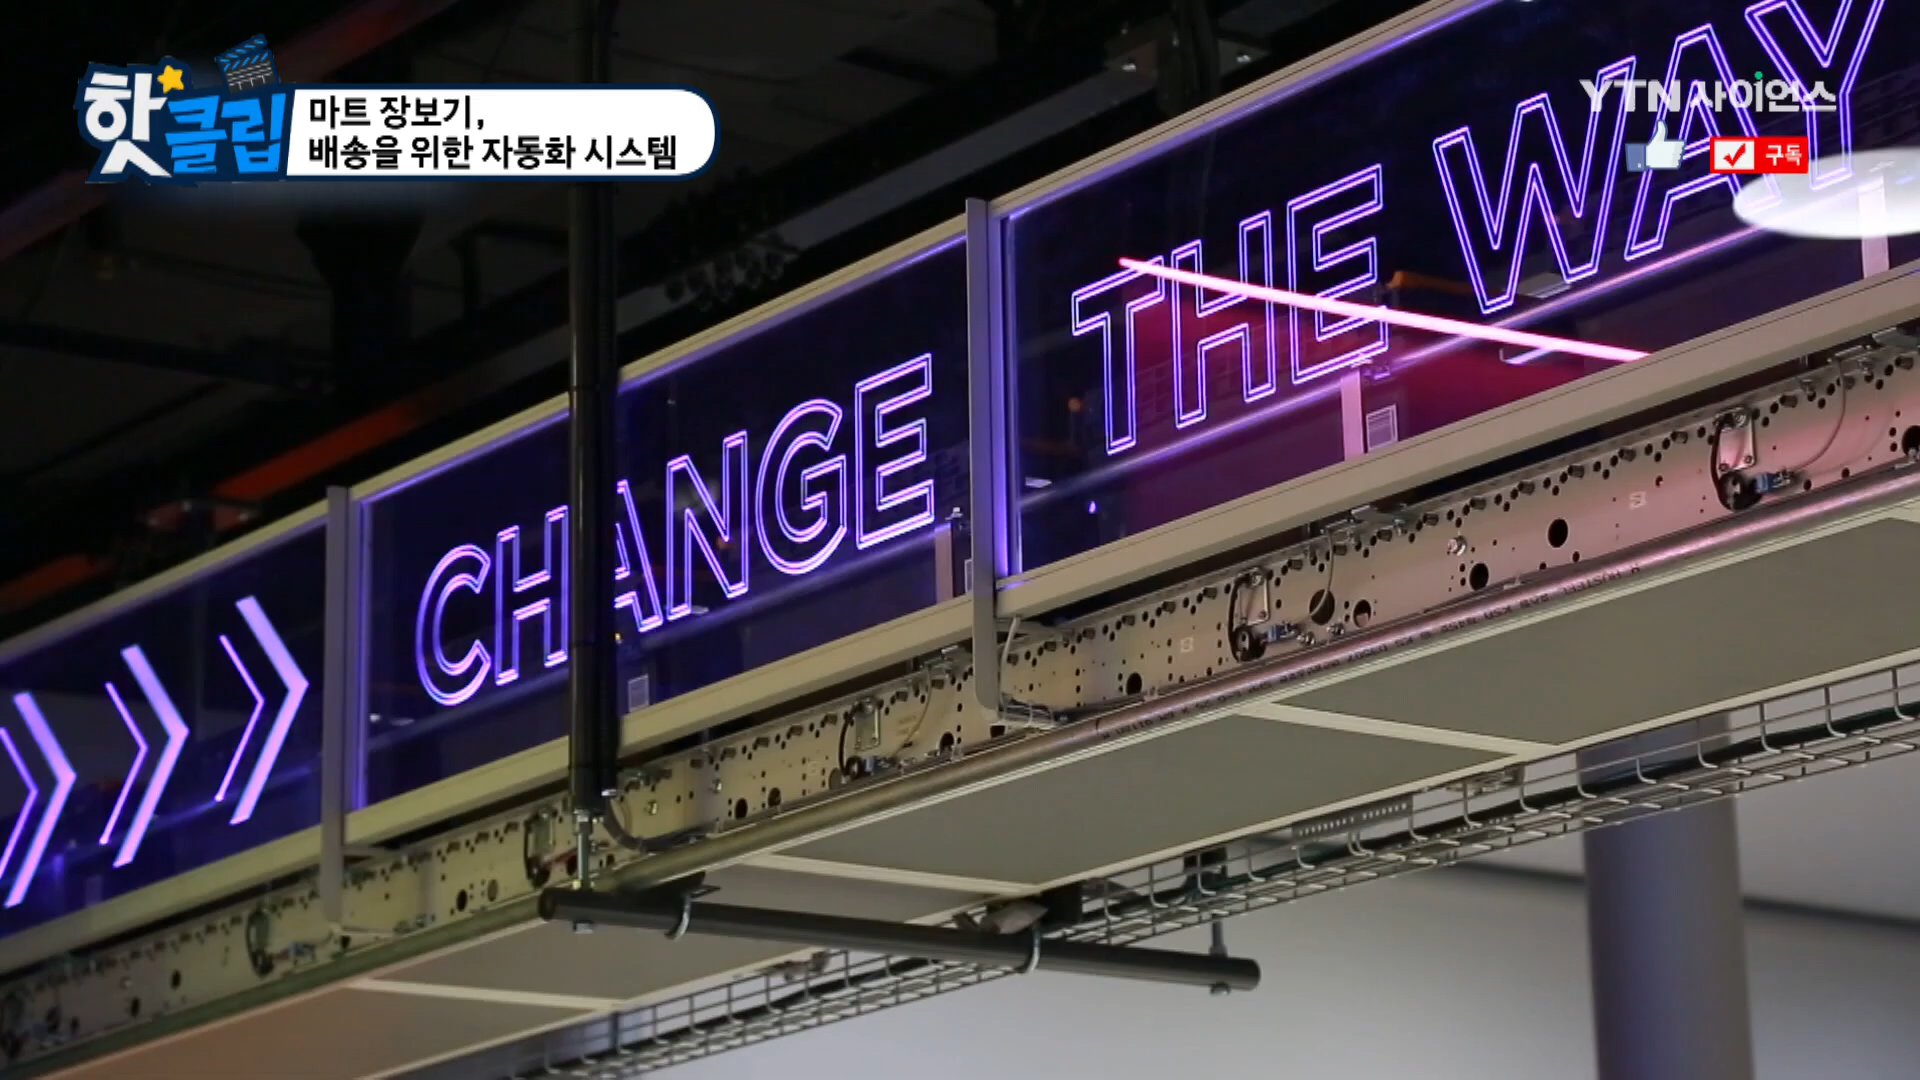 핫클립
마트 장보기,
배송을 위한 자동화 시스템
YTN 사이언스
구독
CHANGE THE WAY